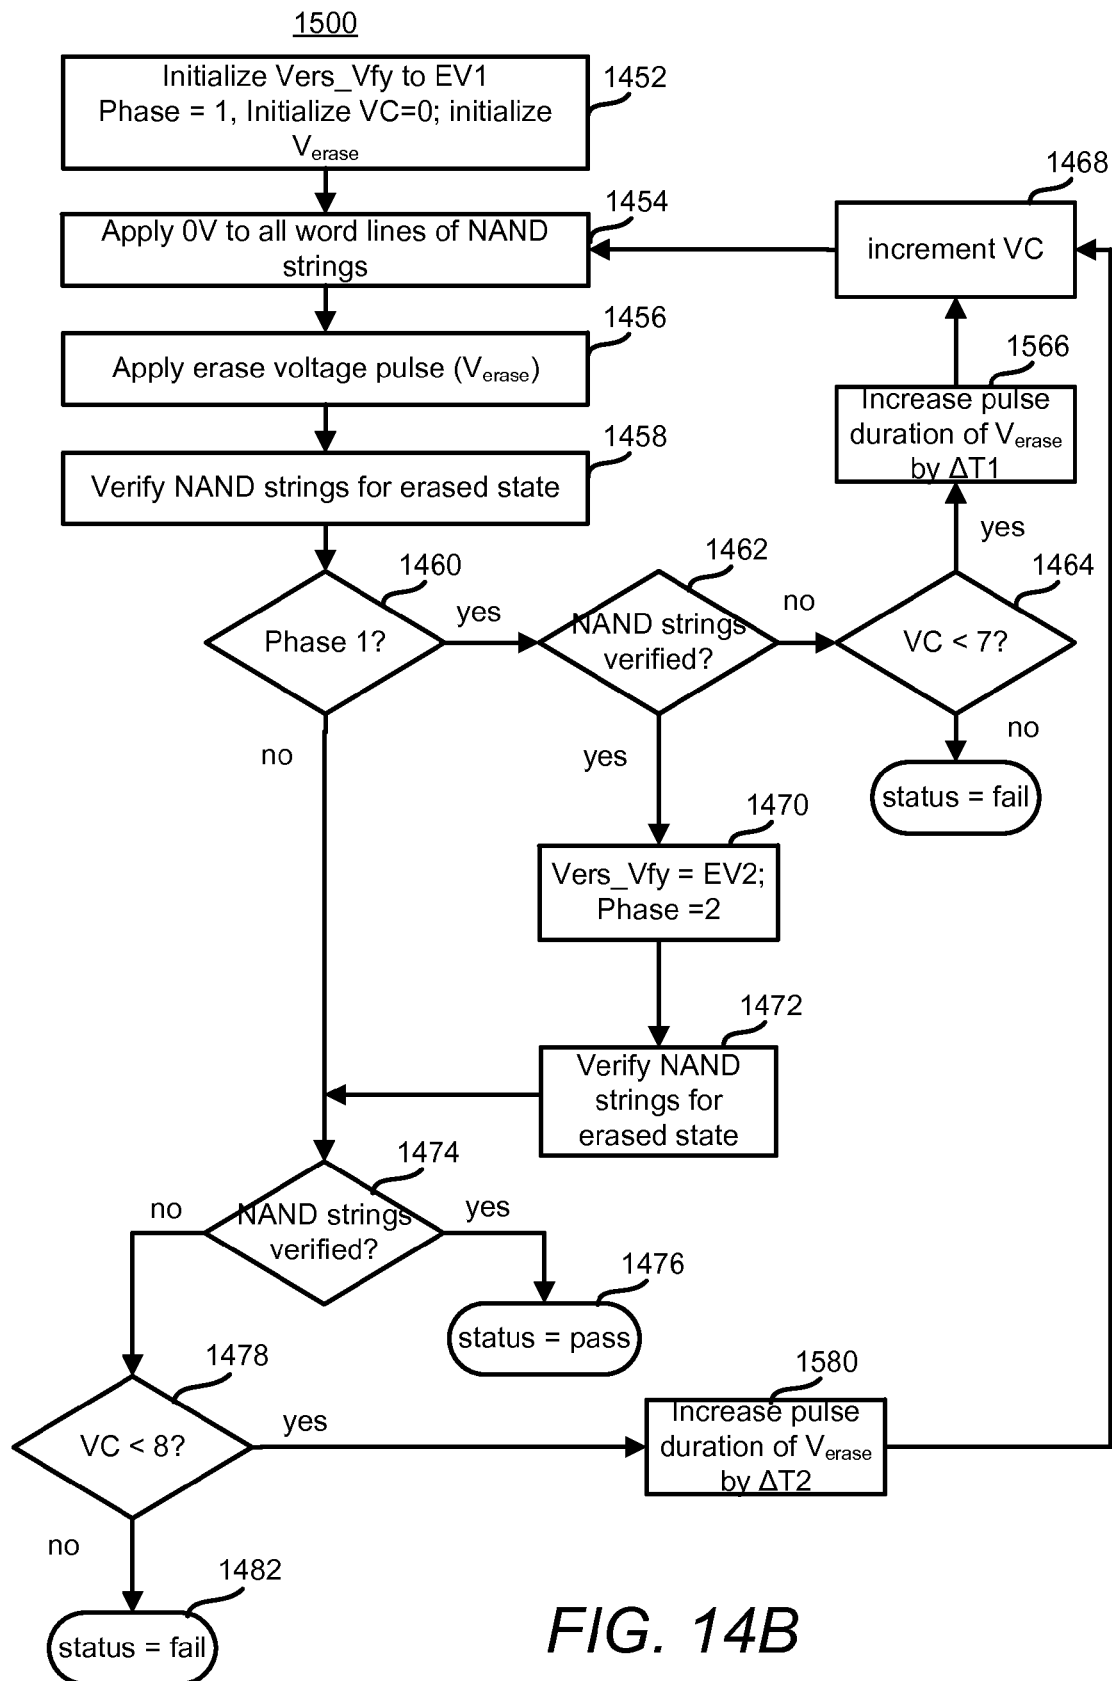 1500
Initialize Vers_Vfy to EV1
Phase = 1, Initialize VC=0; initialize
Verase
1452
Apply 0V to all word lines of NAND
strings
1454
increment VC
1468
Apply erase voltage pulse (Verase)
1456
Increase pulse
duration of Verase
by ΔT1
1566
Verify NAND strings for erased state
1458
yes
Phase 1?
1460
yes
NAND strings
verified?
1462
no
VC < 7?
1464
no
yes
no
status = fail
Vers_Vfy = EV2;
Phase =2
1470
Verify NAND
strings for
erased state
1472
NAND strings
verified?
1474
no
yes
status = pass
1476
VC < 8?
1478
yes
Increase pulse
duration of Verase
by ΔT2
1580
no
status = fail
1482
FIG. 14B